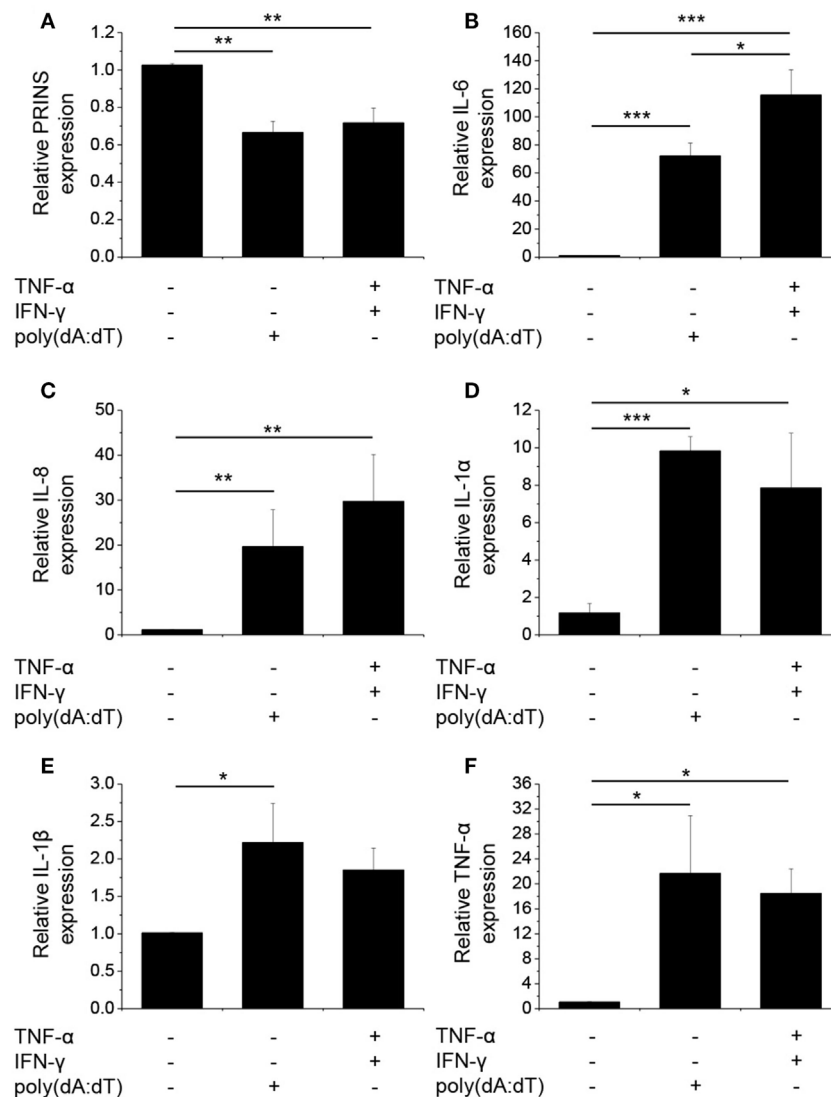 A
Relative PRINS
expression
1.2
1.0
0.8
0.6
0.4
0.2
0.0
**
**
TNF-α - - +
IFN-γ - - +
poly(dA:dT) - + -
B
Relative IL-6
expression
160
140
120
100
80
60
40
20
0
***
*
***
TNF-α - - +
IFN-γ - - +
poly(dA:dT) - + -
C
Relative IL-8
expression
50
40
30
20
10
0
**
**
TNF-α - - +
IFN-γ - - +
poly(dA:dT) - + -
D
Relative IL-1α
expression
12
10
8
6
4
2
0
*
***
TNF-α - - +
IFN-γ - - +
poly(dA:dT) - + -
E
Relative IL-1β
expression
3.0
2.5
2.0
1.5
1.0
0.5
0.0
*
TNF-α - - +
IFN-γ - - +
poly(dA:dT) - + -
F
Relative TNF-α
expression
36
32
28
24
20
16
12
8
4
0
*
*
TNF-α - - +
IFN-γ - - +
poly(dA:dT) - + -